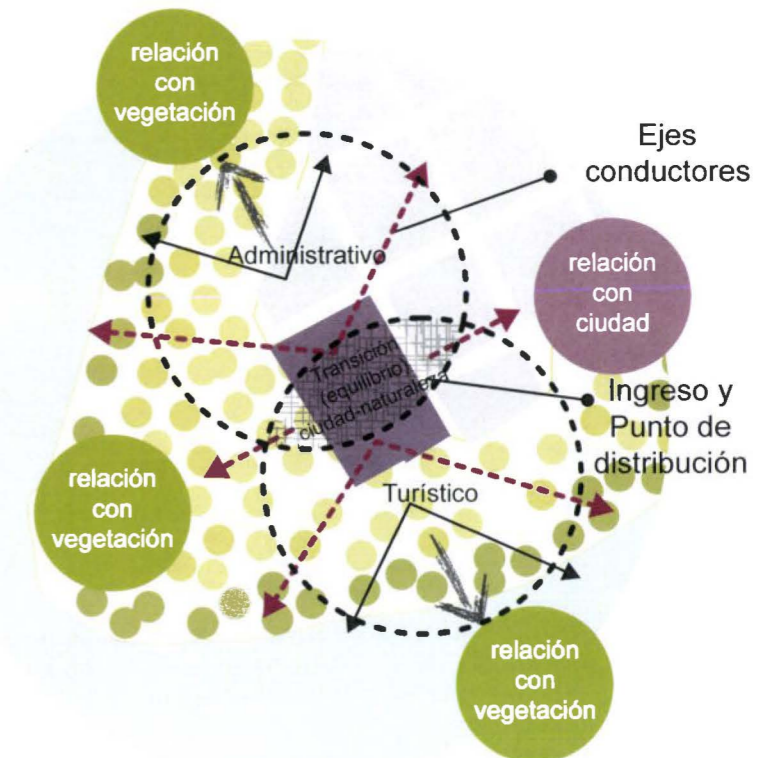 relación
con
vegetación
Ejes
conductores
Administrativo
relación
con
ciudad
Transición
(equilibrio)
ciudad-naturaleza
Ingreso y
Punto de
distribución
relación
con
vegetación
Turístico
relación
con
vegetación